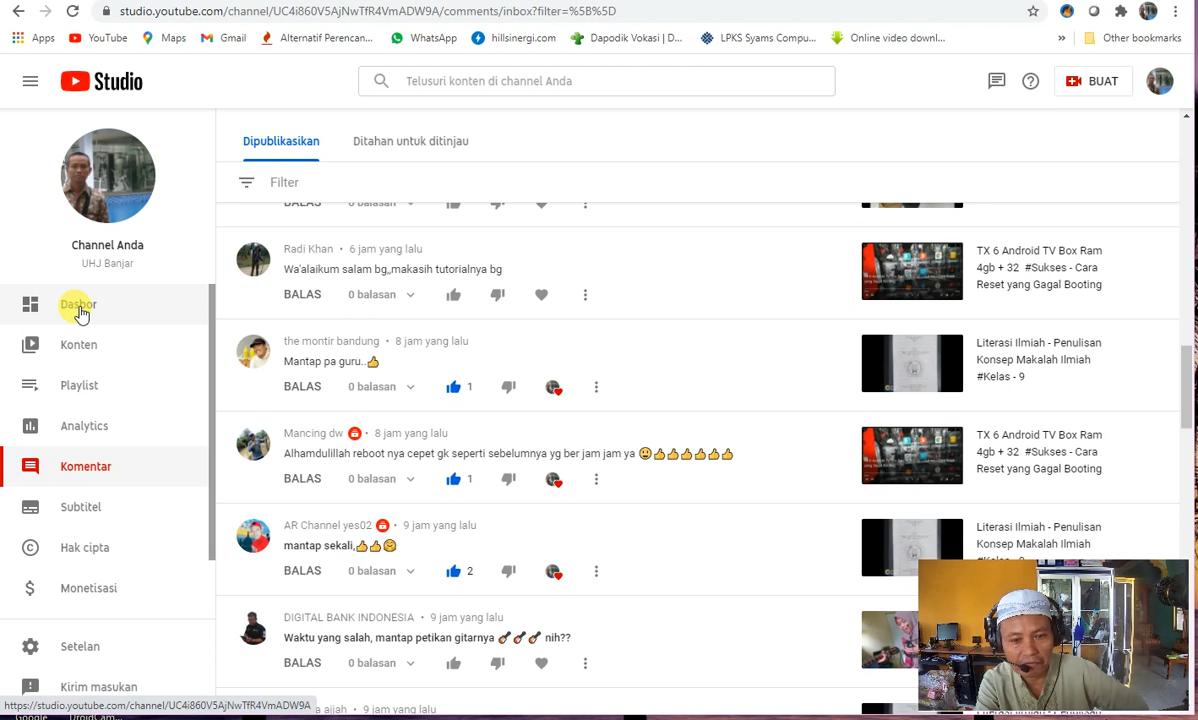 studio.youtube.com/channel/UC4i860V5AjNwTfR4VmADW9A/comments/inbox?filter=%5B%5D
Apps YouTube Maps Gmail Alternatif Perencan... WhatsApp hillsinergi.com Dapodik Vokasi | D... LPKS Syams Compu... Online video downl... » Other bookmarks
Studio
Telusuri konten di channel Anda
BUAT
Channel Anda
UHJ Banjar
Dasbor
Konten
Playlist
Analytics
Komentar
Subtitel
Hak cipta
Monetisasi
Setelan
Kirim masukan
Dipublikasikan Ditahan untuk ditinjau
Filter
BALAS 0 balasan
Radi Khan • 6 jam yang lalu
Wa'alaikum salam bg,,makasih tutorialnya bg
BALAS 0 balasan
TX 6 Android TV Box Ram
4gb + 32 #Sukses - Cara
Reset yang Gagal Booting
the montir bandung • 8 jam yang lalu
Mantap pa guru..👍
BALAS 0 balasan 1
Literasi Ilmiah - Penulisan
Konsep Makalah Ilmiah
#Kelas - 9
Mancing dw • 8 jam yang lalu
Alhamdulillah reboot nya cepet gk seperti sebelumnya yg ber jam jam ya 😀👍👍👍👍👍👍
BALAS 0 balasan 1
TX 6 Android TV Box Ram
4gb + 32 #Sukses - Cara
Reset yang Gagal Booting
AR Channel yes02 • 9 jam yang lalu
mantap sekali,👍👍🤗
BALAS 0 balasan 2
Literasi Ilmiah - Penulisan
Konsep Makalah Ilmiah
DIGITAL BANK INDONESIA • 9 jam yang lalu
Waktu yang salah, mantap petikan gitarnya 🎸🎸🎸 nih??
BALAS 0 balasan
aijah • 9 jam yang lalu
https://studio.youtube.com/channel/UC4i860V5AjNwTfR4VmADW9A
Google DroidCam...